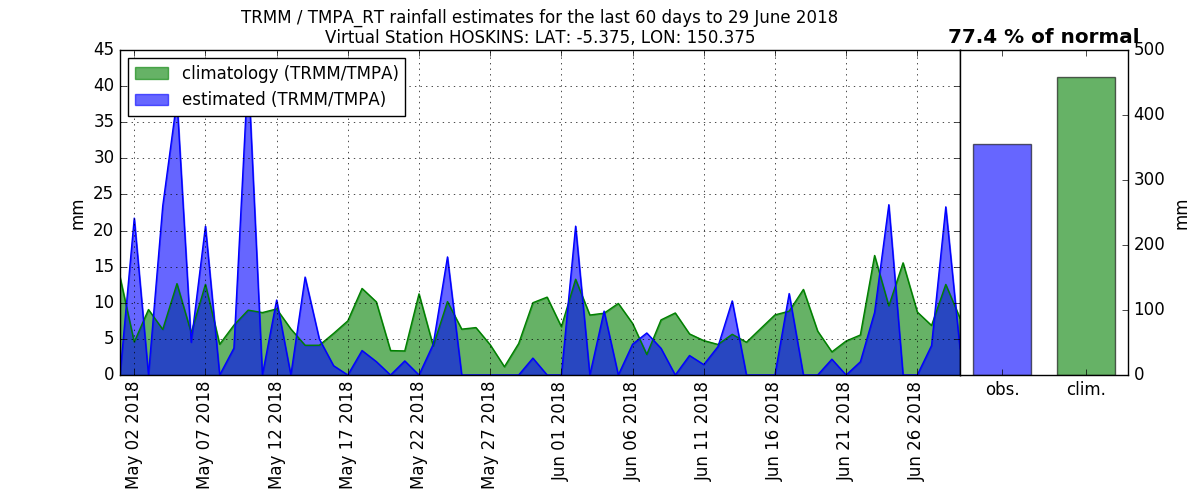 TRMM / TMPA_RT rainfall estimates for the last 60 days to 29 June 2018
Virtual Station HOSKINS: LAT: -5.375, LON: 150.375
77.4 % of normal
climatology (TRMM/TMPA)
estimated (TRMM/TMPA)
45
40
35
30
25
20
15
10
5
0
mm
May 02 2018
May 07 2018
May 12 2018
May 17 2018
May 22 2018
May 27 2018
Jun 01 2018
Jun 06 2018
Jun 11 2018
Jun 16 2018
Jun 21 2018
Jun 26 2018
obs.
clim.
500
400
300
200
100
0
mm